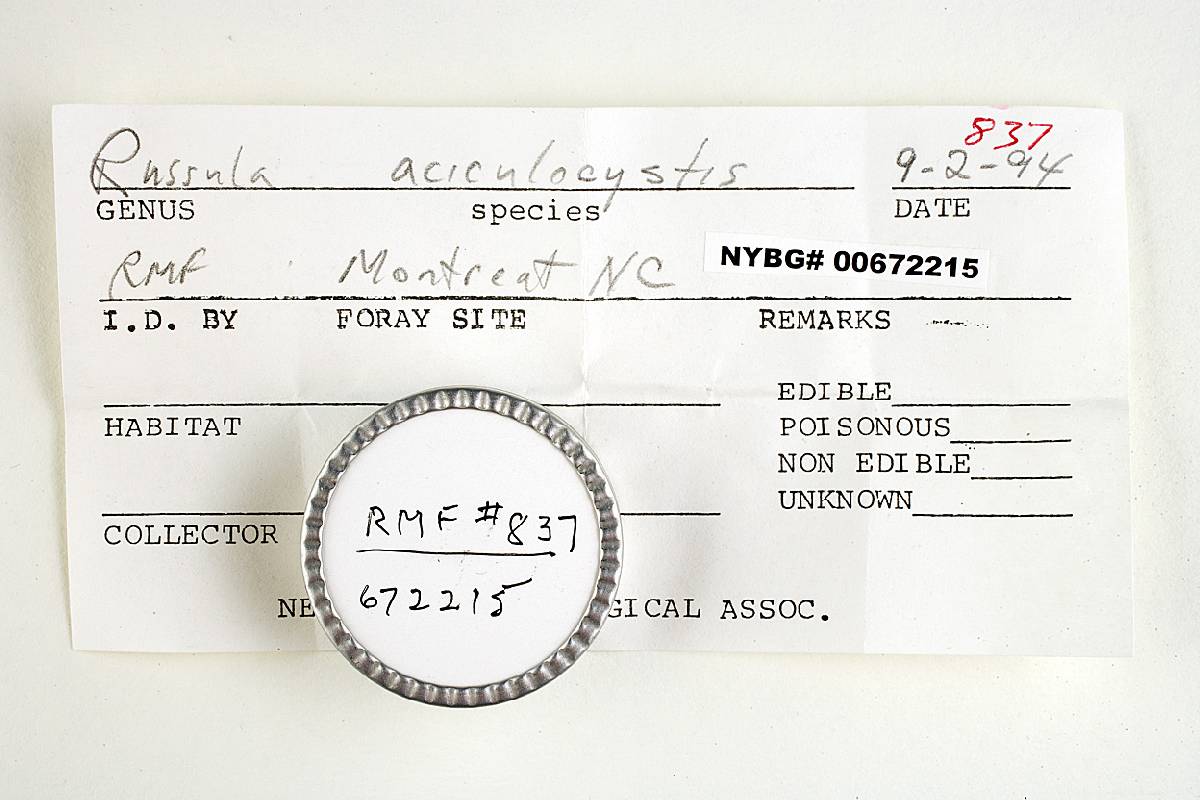 837
Russula aciculocystis 9-2-94
GENUS species DATE
RMF Montreat NC NYBG# 00672215
I.D. BY FORAY SITE REMARKS
EDIBLE
HABITAT POISONOUS
NON EDIBLE
UNKNOWN
COLLECTOR
RMF #837
672215
NE GICAL ASSOC.